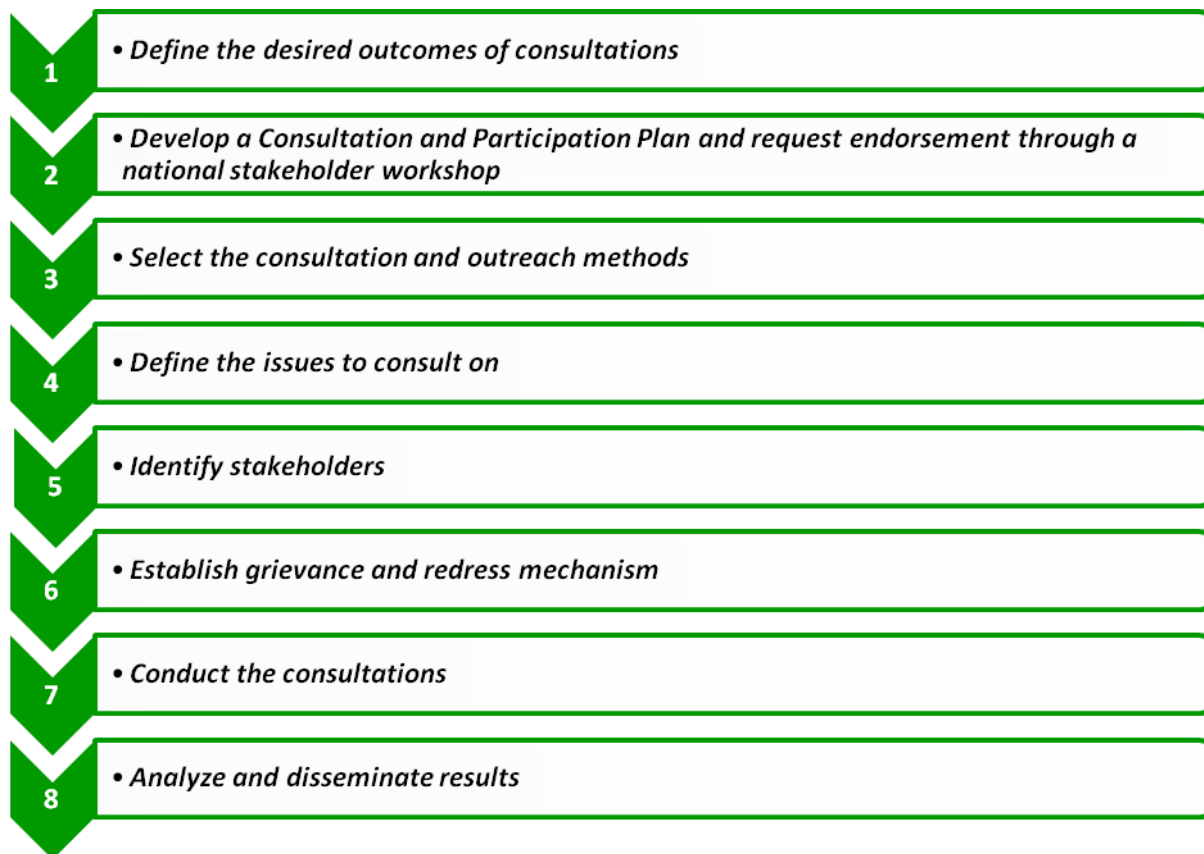 1
• Define the desired outcomes of consultations
2
• Develop a Consultation and Participation Plan and request endorsement through a
national stakeholder workshop
3
• Select the consultation and outreach methods
4
• Define the issues to consult on
5
• Identify stakeholders
6
• Establish grievance and redress mechanism
7
• Conduct the consultations
8
• Analyze and disseminate results